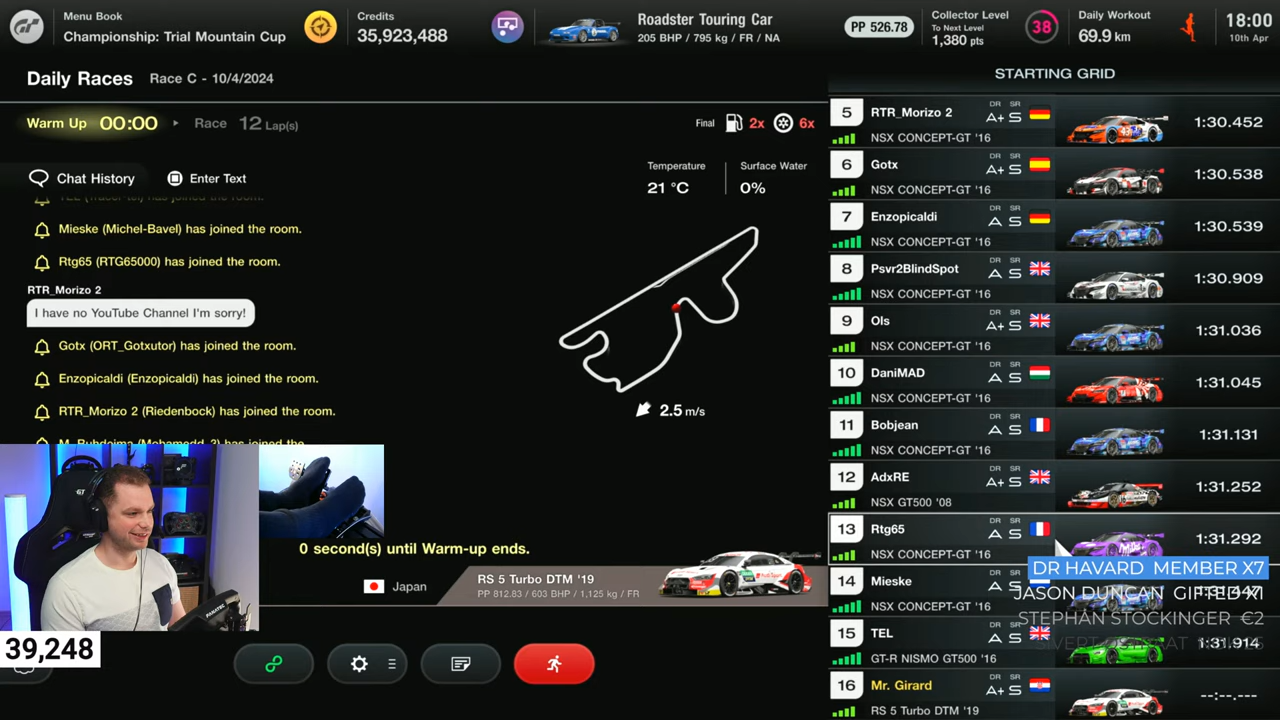 Menu Book
Championship: Trial Mountain Cup
Credits
35,923,488
Roadster Touring Car
205 BHP / 795 kg / FR / NA
PP 526.78
Collector Level
To Next Level
1,380 pts
38
Daily Workout
69.9 km
18:00
10th Apr
Daily Races
Race C - 10/4/2024
STARTING GRID
Warm Up 00:00
Race 12 Lap(s)
Final 2x 6x
Chat History
Enter Text
Temperature
21 °C
Surface Water
0%
Mieske (Michel-Bavel) has joined the room.
Rtg65 (RTG65000) has joined the room.
RTR_Morizo 2
I have no YouTube Channel I'm sorry!
Gotx (ORT_Gotxutor) has joined the room.
Enzopicaldi (Enzopicaldi) has joined the room.
RTR_Morizo 2 (Riedenbock) has joined the room.
2.5 m/s
0 second(s) until Warm-up ends.
Japan
RS 5 Turbo DTM '19
PP 812.83 / 603 BHP / 1,125 kg / FR
39,248
5 RTR_Morizo 2 DR A+ SR S 1:30.452
NSX CONCEPT-GT '16
6 Gotx DR A+ SR S 1:30.538
NSX CONCEPT-GT '16
7 Enzopicaldi DR A SR S 1:30.539
NSX CONCEPT-GT '16
8 Psvr2BlindSpot DR A SR S 1:30.909
NSX CONCEPT-GT '16
9 Ols DR A+ SR S 1:31.036
NSX CONCEPT-GT '16
10 DaniMAD DR A SR S 1:31.045
NSX CONCEPT-GT '16
11 Bobjean DR A SR S 1:31.131
NSX CONCEPT-GT '16
12 AdxRE DR A+ SR S 1:31.252
NSX GT500 '08
13 Rtg65 DR A SR S 1:31.292
NSX CONCEPT-GT '16
DR HAVARD MEMBER X7
14 Mieske DR A SR S
JASON DUNCAN GIFTED X1
NSX CONCEPT-GT '16
STEPHAN STOCKINGER €2
15 TEL DR A SR S 1:31.914
GT-R NISMO GT500 '16
16 Mr. Girard DR A+ SR S --:--.---
RS 5 Turbo DTM '19